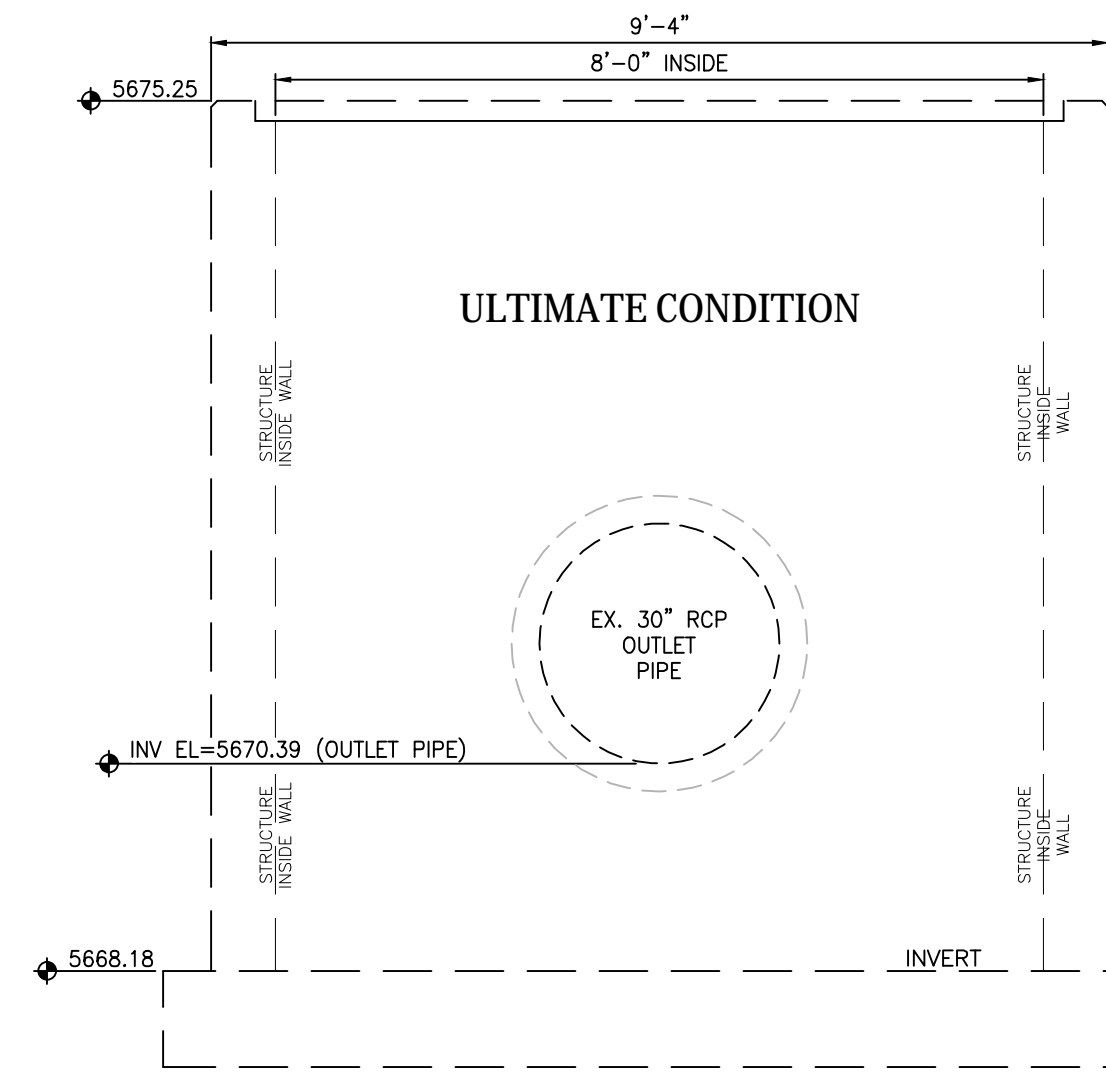 9'-4"
8'-0" INSIDE
5675.25
ULTIMATE CONDITION
STRUCTURE
INSIDE WALL
STRUCTURE
INSIDE
WALL
EX. 30" RCP
OUTLET
PIPE
INV EL=5670.39 (OUTLET PIPE)
STRUCTURE
INSIDE WALL
STRUCTURE
INSIDE
WALL
5668.18
INVERT